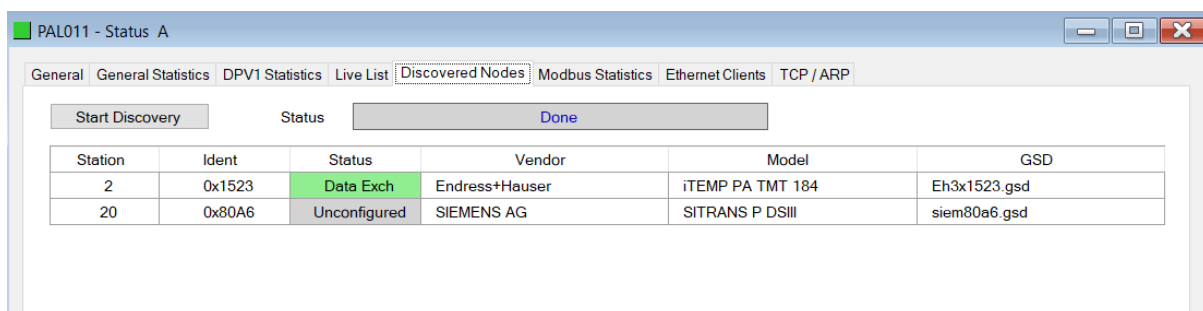 PAL011 - Status A
General General Statistics DPV1 Statistics Live List Discovered Nodes Modbus Statistics Ethernet Clients TCP / ARP
Start Discovery Status Done
Station Ident Status Vendor Model GSD
2 0x1523 Data Exch Endress+Hauser iTEMP PA TMT 184 Eh3x1523.gsd
20 0x80A6 Unconfigured SIEMENS AG SITRANS P DSIII siem80a6.gsd